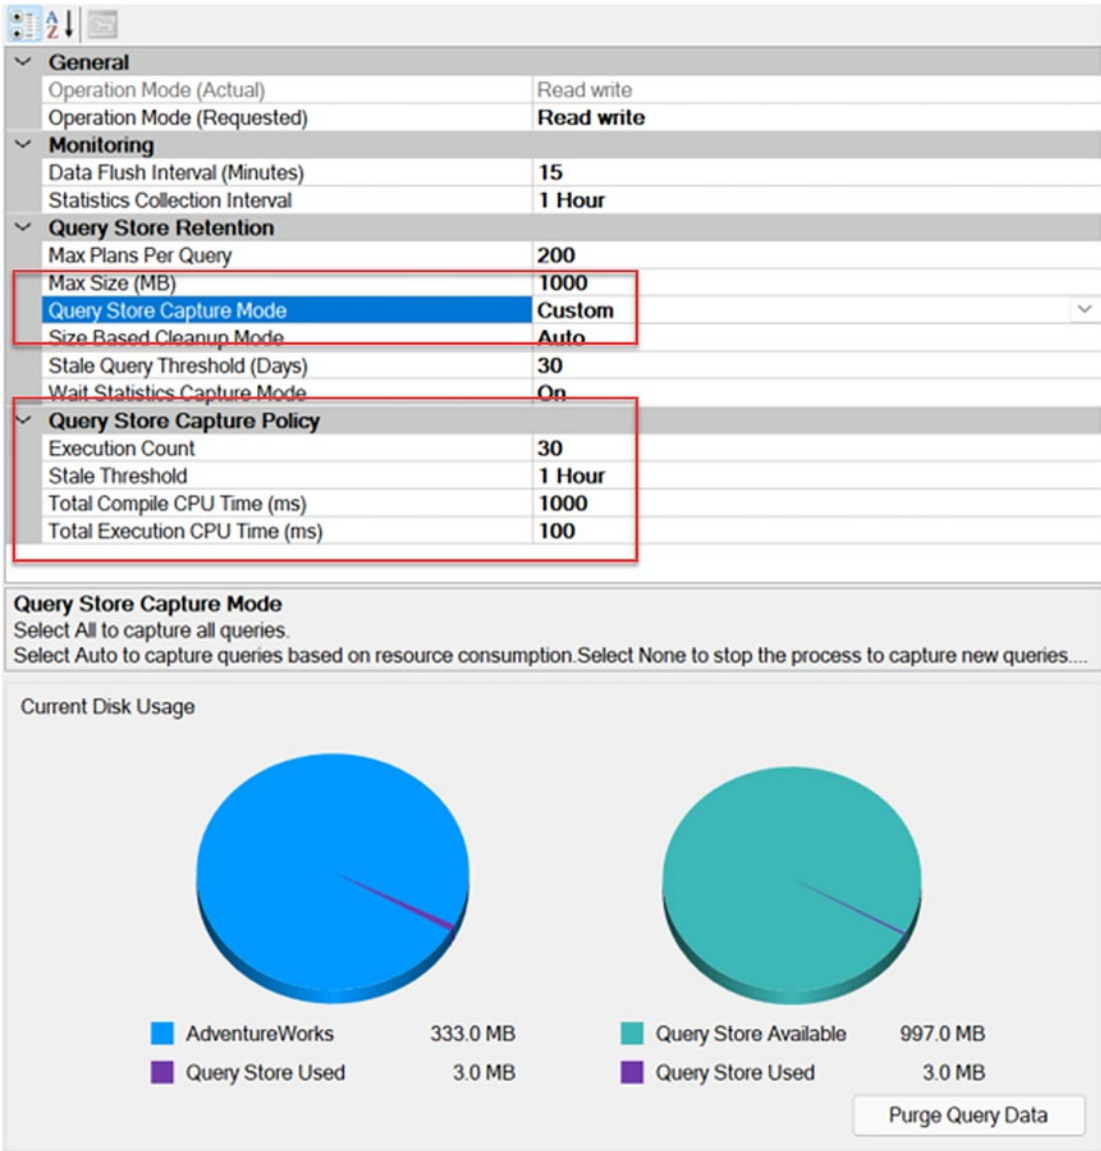 General
Operation Mode (Actual) Read write
Operation Mode (Requested) Read write
Monitoring
Data Flush Interval (Minutes) 15
Statistics Collection Interval 1 Hour
Query Store Retention
Max Plans Per Query 200
Max Size (MB) 1000
Query Store Capture Mode Custom
Size Based Cleanup Mode Auto
Stale Query Threshold (Days) 30
Wait Statistics Capture Mode On
Query Store Capture Policy
Execution Count 30
Stale Threshold 1 Hour
Total Compile CPU Time (ms) 1000
Total Execution CPU Time (ms) 100
Query Store Capture Mode
Select All to capture all queries.
Select Auto to capture queries based on resource consumption.Select None to stop the process to capture new queries....
Current Disk Usage
AdventureWorks 333.0 MB
Query Store Used 3.0 MB
Query Store Available 997.0 MB
Query Store Used 3.0 MB
Purge Query Data